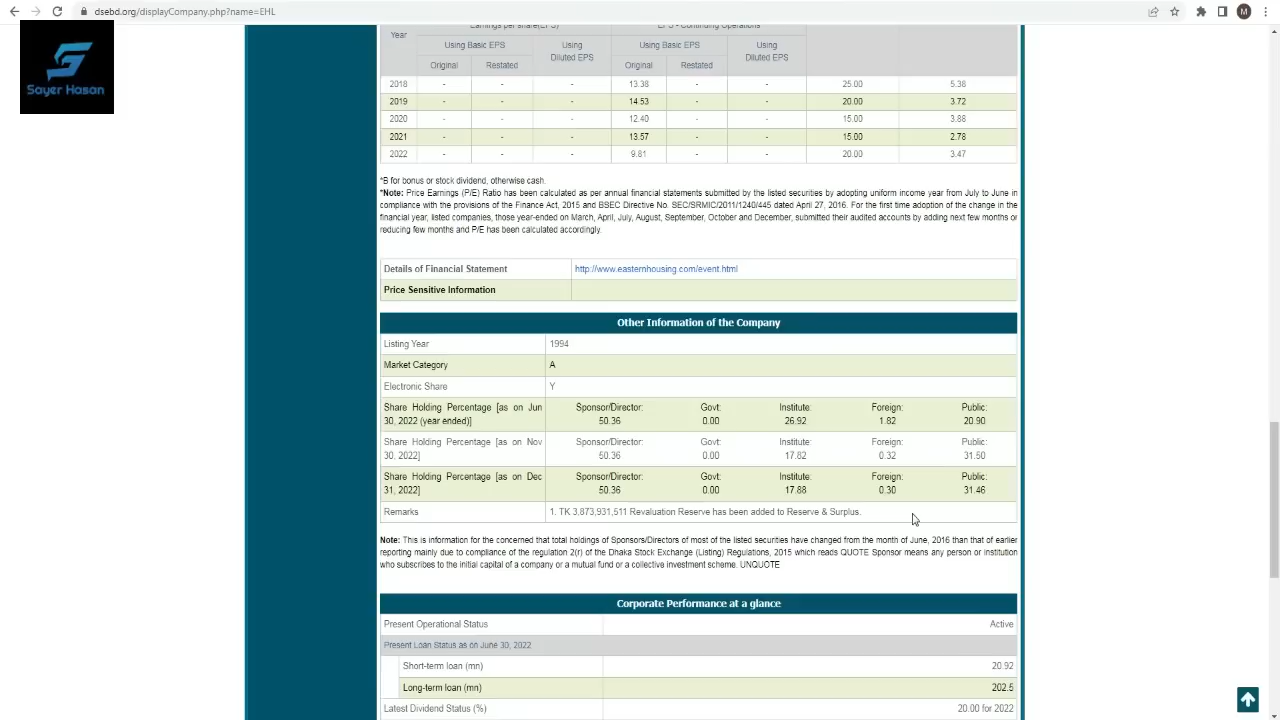 dsebd.org/displayCompany.php?name=EHL
M
Sayer Hasan
Earnings per share(EPS) EPS - Continuing Operations
Year Using Basic EPS Using Diluted EPS Using Basic EPS Using Diluted EPS
Original Restated Original Restated
2018 - - - 13.38 - - 25.00 5.38
2019 - - - 14.53 - - 20.00 3.72
2020 - - - 12.40 - - 15.00 3.88
2021 - - - 13.57 - - 15.00 2.78
2022 - - - 9.81 - - 20.00 3.47
*B for bonus or stock dividend, otherwise cash.
*Note: Price Earnings (P/E) Ratio has been calculated as per annual financial statements submitted by the listed securities by adopting uniform income year from July to June in
compliance with the provisions of the Finance Act, 2015 and BSEC Directive No. SEC/SRMIC/2011/1240/445 dated April 27, 2016. For the first time adoption of the change in the
financial year, listed companies, those year-ended on March, April, July, August, September, October and December, submitted their audited accounts by adding next few months or
reducing few months and P/E has been calculated accordingly.
Details of Financial Statement http://www.easternhousing.com/event.html
Price Sensitive Information
Other Information of the Company
Listing Year 1994
Market Category A
Electronic Share Y
Share Holding Percentage [as on Jun Sponsor/Director: Govt: Institute: Foreign: Public:
30, 2022 (year ended)] 50.36 0.00 26.92 1.82 20.90
Share Holding Percentage [as on Nov Sponsor/Director: Govt: Institute: Foreign: Public:
30, 2022] 50.36 0.00 17.82 0.32 31.50
Share Holding Percentage [as on Dec Sponsor/Director: Govt: Institute: Foreign: Public:
31, 2022] 50.36 0.00 17.88 0.30 31.46
Remarks 1. TK 3,873,931,511 Revaluation Reserve has been added to Reserve & Surplus.
Note: This is information for the concerned that total holdings of Sponsors/Directors of most of the listed securities have changed from the month of June, 2016 than that of earlier
reporting mainly due to compliance of the regulation 2(r) of the Dhaka Stock Exchange (Listing) Regulations, 2015 which reads QUOTE Sponsor means any person or institution
who subscribes to the initial capital of a company or a mutual fund or a collective investment scheme. UNQUOTE
Corporate Performance at a glance
Present Operational Status Active
Present Loan Status as on June 30, 2022
Short-term loan (mn) 20.92
Long-term loan (mn) 202.5
Latest Dividend Status (%) 20.00 for 2022